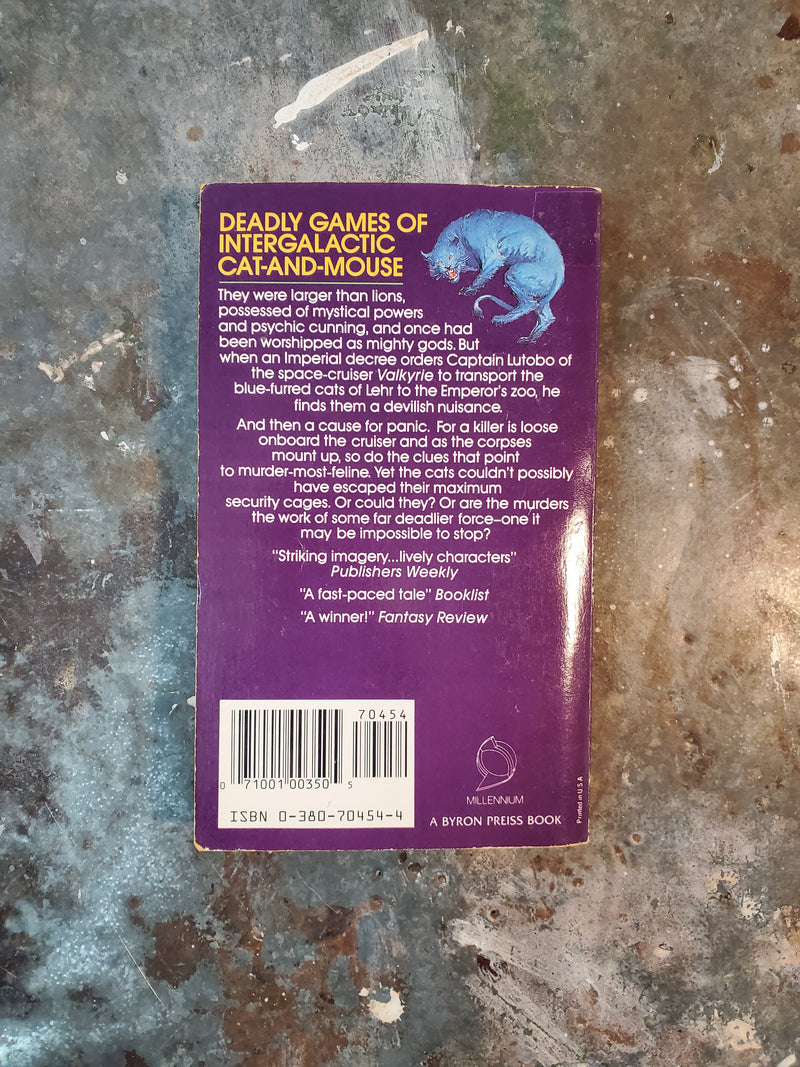 DEADLY GAMES OF
INTERGALACTIC
CAT-AND-MOUSE
They were larger than lions,
possessed of mystical powers
and psychic cunning, and once had
been worshipped as mighty gods. But
when an Imperial decree orders Captain Lutobo of
the space-cruiser Valkyrie to transport the
blue-furred cats of Lehr to the Emperor's zoo, he
finds them a devilish nuisance.
And then a cause for panic. For a killer is loose
onboard the cruiser and as the corpses
mount up, so do the clues that point
to murder-most-feline. Yet the cats couldn't possibly
have escaped their maximum
security cages. Or could they? Or are the murders
the work of some far deadlier force–one it
may be impossible to stop?
"Striking imagery...lively characters"
Publishers Weekly
"A fast-paced tale" Booklist
"A winner!" Fantasy Review
70454
0 71001 00350 5
ISBN 0-380-70454-4
MILLENNIUM
A BYRON PREISS BOOK
Printed in U S A